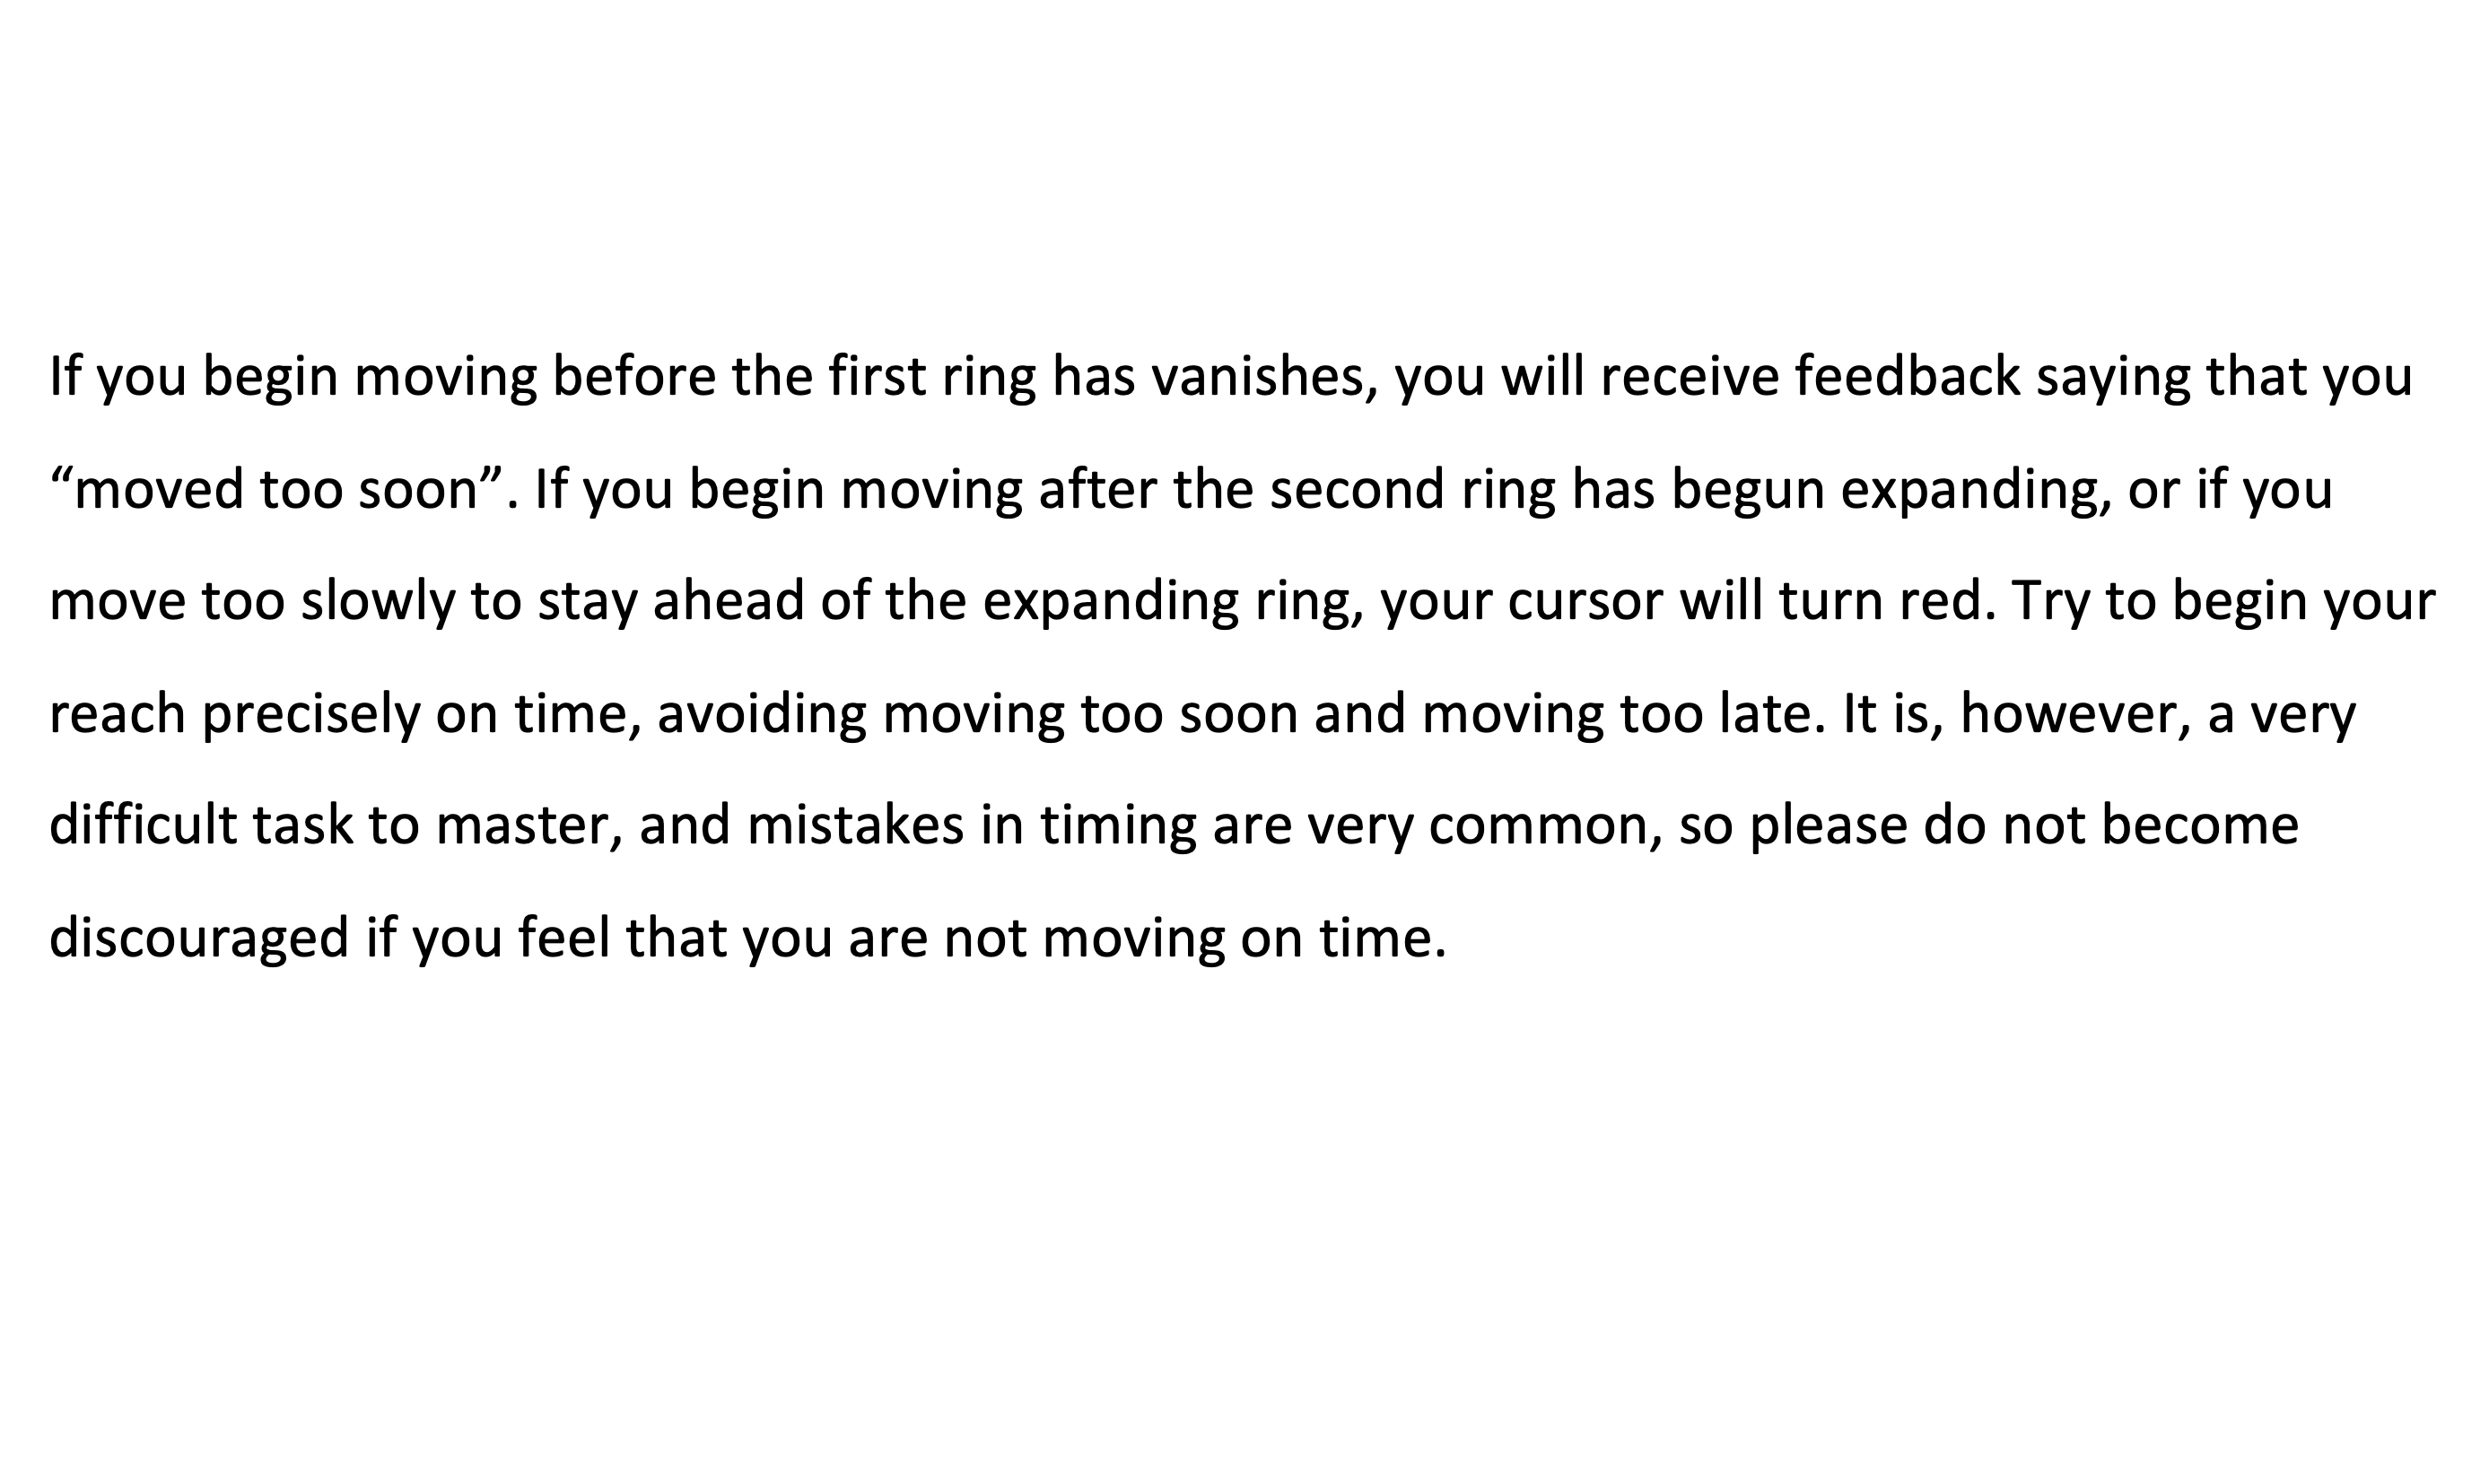 If you begin moving before the first ring has vanishes, you will receive feedback saying that you
“moved too soon”. If you begin moving after the second ring has begun expanding, or if you
move too slowly to stay ahead of the expanding ring, your cursor will turn red. Try to begin your
reach precisely on time, avoiding moving too soon and moving too late. It is, however, a very
difficult task to master, and mistakes in timing are very common, so please do not become
discouraged if you feel that you are not moving on time.